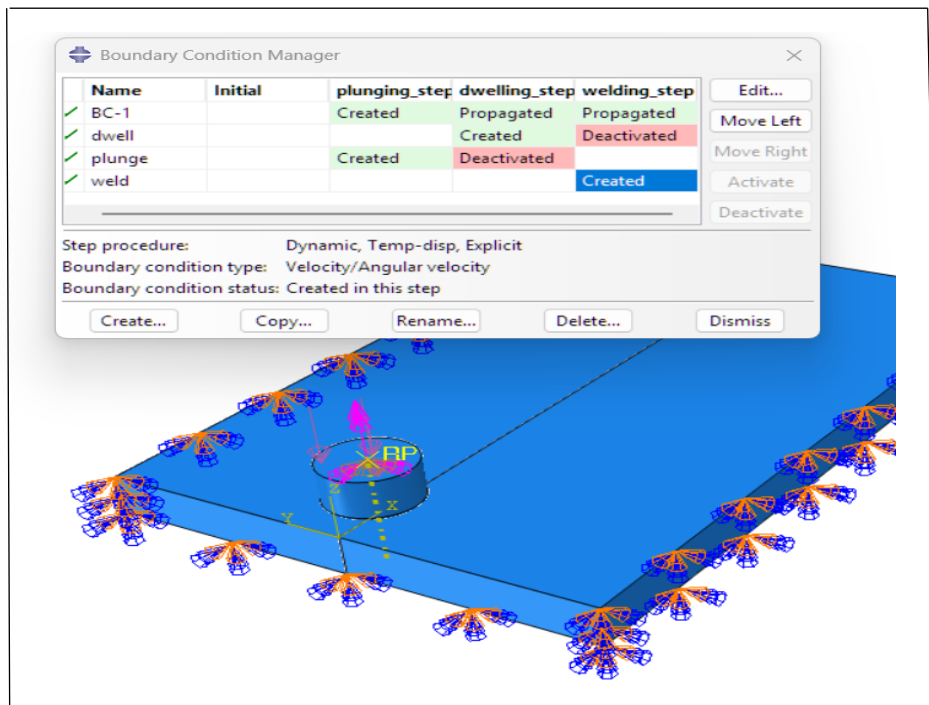 Boundary Condition Manager
Name Initial plunging_step dwelling_step welding_step
BC-1 Created Propagated Propagated
dwell Created Deactivated
plunge Created Deactivated
weld Created
Edit...
Move Left
Move Right
Activate
Deactivate
Step procedure: Dynamic, Temp-disp, Explicit
Boundary condition type: Velocity/Angular velocity
Boundary condition status: Created in this step
Create... Copy... Rename... Delete... Dismiss
RP
Z
Y X